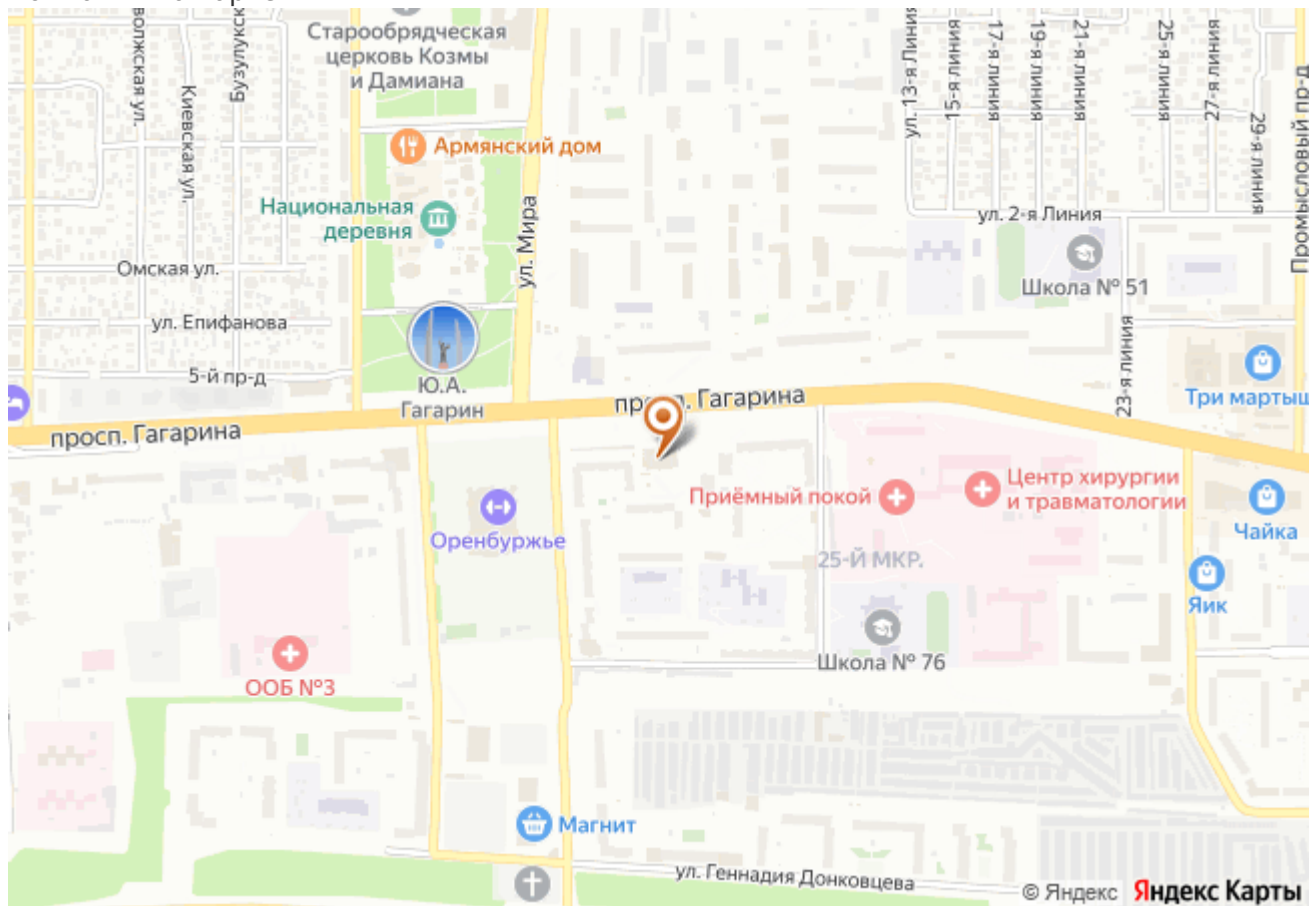 Старообрядческая
церковь Козмы
и Дамиана
Киевская ул.
Армянский дом
Национальная
деревня
ул. Мира
ул. 13-я Линия
15-я линия
17-я линия
19-я линия
21-я линия
25-я линия
27-я линия
29-я линия
Промысловый пр-д
ул. 2-я Линия
Школа № 51
Омская ул.
ул. Епифанова
5-й пр-д
Ю.А.
Гагарин
23-я линия
Три мартыш
просп. Гагарина
Гагарина
Оренбуржье
Приёмный покой
Центр хирургии
и травматологии
Чайка
25-Й МКР.
Яик
Школа № 76
ООБ №3
Магнит
ул. Геннадия Донковцева
© Яндекс Яндекс Карты